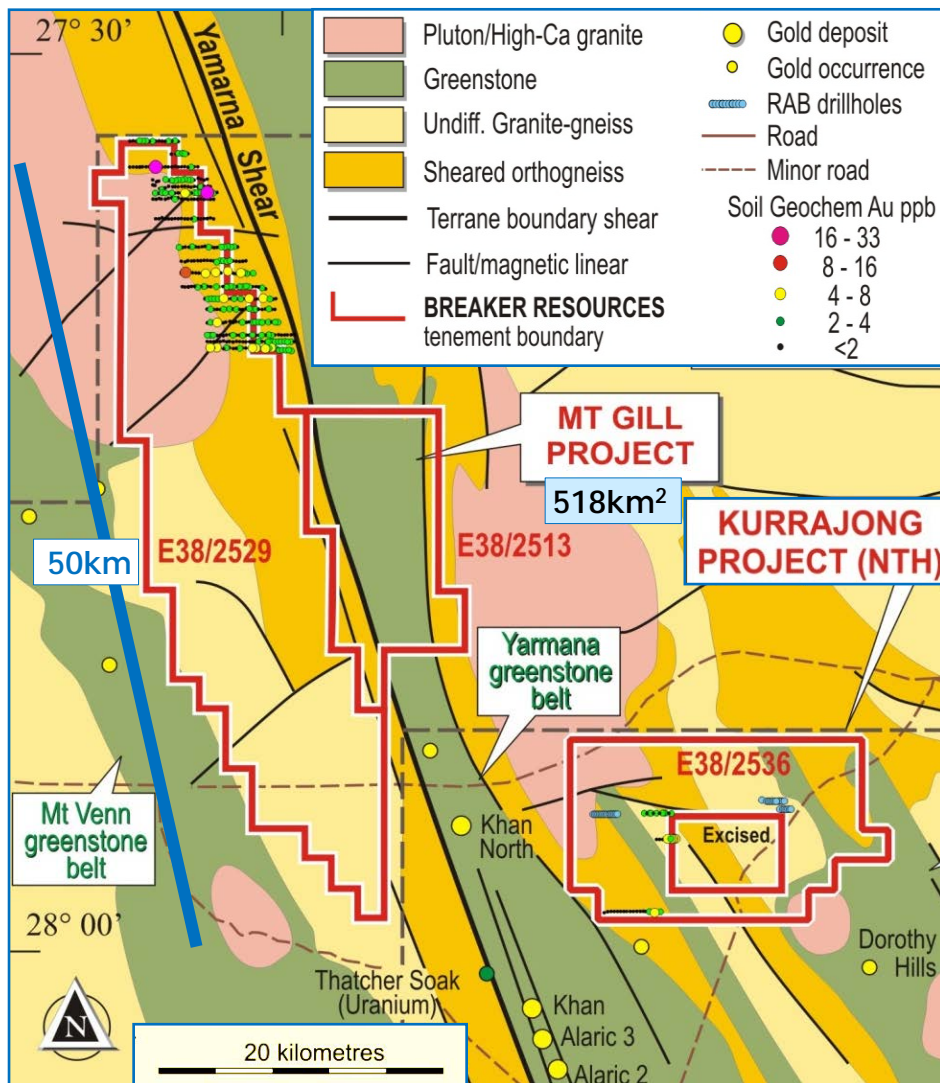 27° 30’
Yamarna Shear
Pluton/High-Ca granite
Greenstone
Undiff. Granite-gneiss
Sheared orthogneiss
Terrane boundary shear
Fault/magnetic linear
BREAKER RESOURCES
tenement boundary
Gold deposit
Gold occurrence
RAB drillholes
Road
Minor road
Soil Geochem Au ppb
16 - 33
8 - 16
4 - 8
2 - 4
<2
MT GILL
PROJECT
518km²
KURRAJONG
PROJECT (NTH)
E38/2529
E38/2513
50km
Yarmana
greenstone
belt
E38/2536
Mt Venn
greenstone
belt
Khan
North
Excised
28° 00’
Dorothy
Hills
Thatcher Soak
(Uranium)
Khan
Alaric 3
Alaric 2
N
20 kilometres